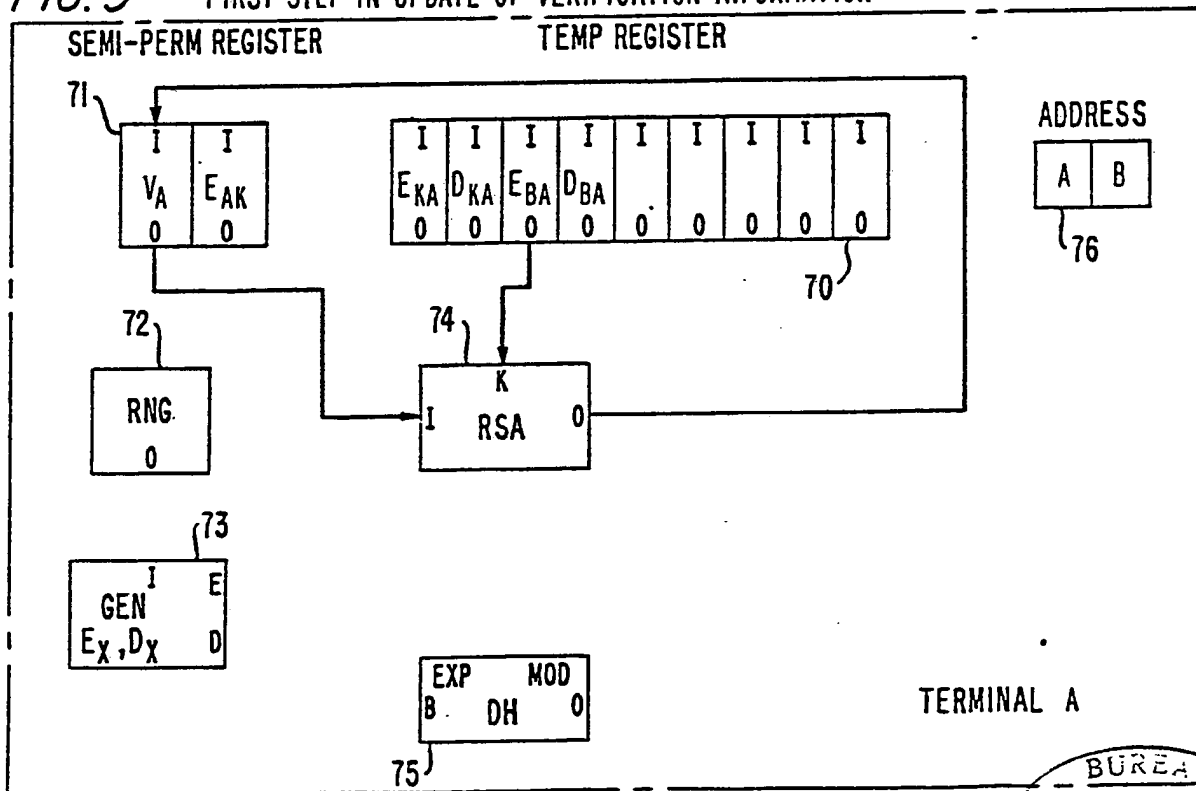 FIRST STEP IN UPDATE OF VERIFICATION INFORMATION
SEMI-PERM REGISTER TEMP REGISTER
71
I I
V_A E_AK
0 0
I I I I I I I I I
E_KA D_KA E_BA D_BA
0 0 0 0 0 0 0 0 0
70
ADDRESS
A B
76
72
RNG
0
74
K
I RSA 0
73
I E
GEN
E_X, D_X D
EXP MOD
B DH 0
75
TERMINAL A